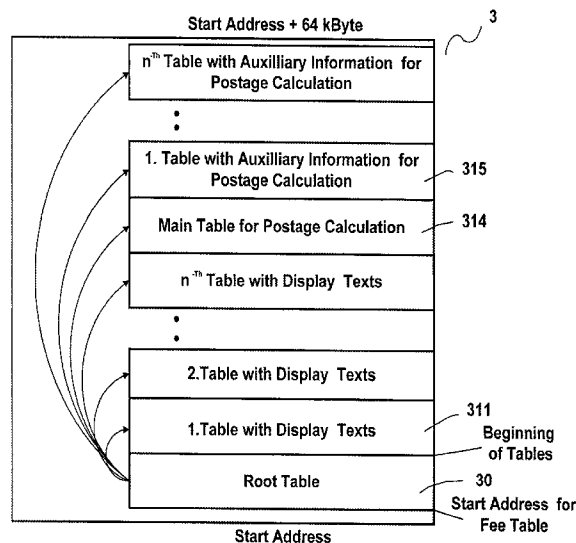 Start Address + 64 kByte
3
n-Th Table with Auxilliary Information for
Postage Calculation
1. Table with Auxilliary Information for
Postage Calculation
315
Main Table for Postage Calculation
314
n-Th Table with Display Texts
2.Table with Display Texts
311
1.Table with Display Texts
Beginning
of Tables
30
Root Table
Start Address for
Fee Table
Start Address